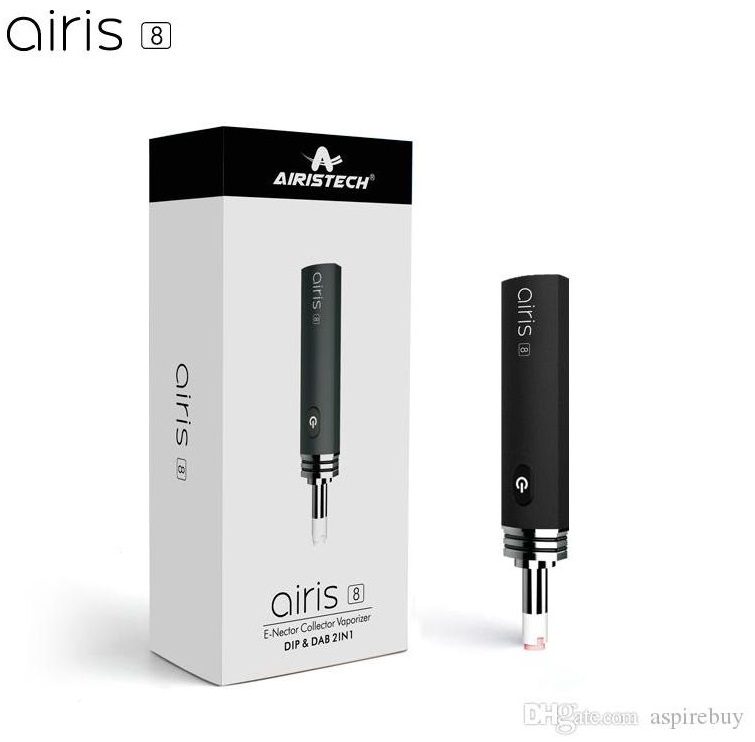 airis 8
AIRISTECH®
airis 8
airis 8
airis 8
E-Nector Collector Vaporizer
DIP & DAB 2IN1
airis 8
DHgate.com aspirebuy